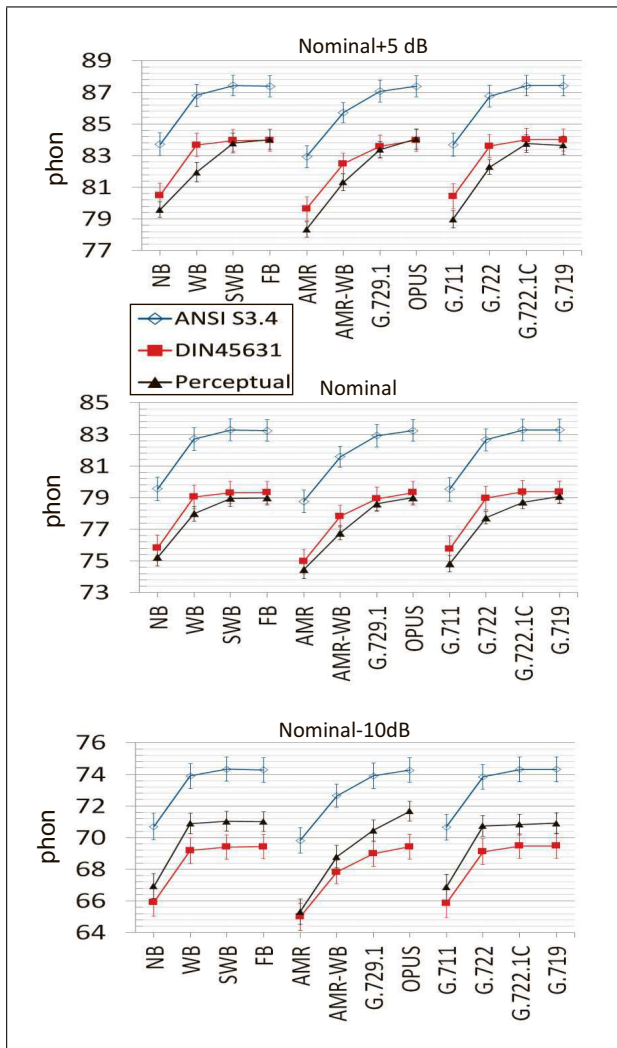 Nominal+5 dB
89
87
85
83
81
79
77
phon
NB
WB
SWB
FB
AMR
AMR-WB
G.729.1
OPUS
G.711
G.722
G.722.1C
G.719
ANSI S3.4
DIN45631
Perceptual
Nominal
85
83
81
79
77
75
73
phon
NB
WB
SWB
FB
AMR
AMR-WB
G.729.1
OPUS
G.711
G.722
G.722.1C
G.719
Nominal-10dB
76
74
72
70
68
66
64
phon
NB
WB
SWB
FB
AMR
AMR-WB
G.729.1
OPUS
G.711
G.722
G.722.1C
G.719